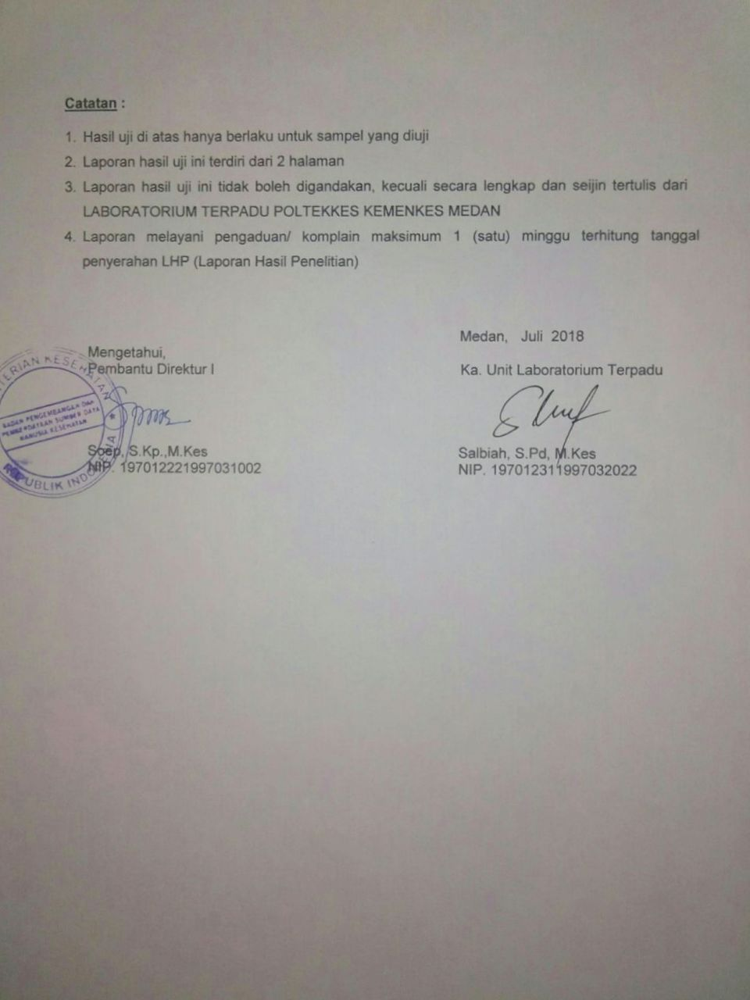 Catatan :
1. Hasil uji di atas hanya berlaku untuk sampel yang diuji
2. Laporan hasil uji ini terdiri dari 2 halaman
3. Laporan hasil uji ini tidak boleh digandakan, kecuali secara lengkap dan seijin tertulis dari
LABORATORIUM TERPADU POLTEKKES KEMENKES MEDAN
4. Laporan melayani pengaduan/ komplain maksimum 1 (satu) minggu terhitung tanggal
penyerahan LHP (Laporan Hasil Penelitian)
Medan, Juli 2018
Mengetahui,
Pembantu Direktur I
Ka. Unit Laboratorium Terpadu
TERIAN KESEHATAN
BADAN PENGEMBANGAN DAN
PEMBERDAYAAN SUMBER DAYA
MANUSIA KESEHATAN
REPUBLIK INDONESIA
Soep, S.Kp.,M.Kes
NIP. 197012221997031002
Salbiah, S.Pd, M.Kes
NIP. 197012311997032022